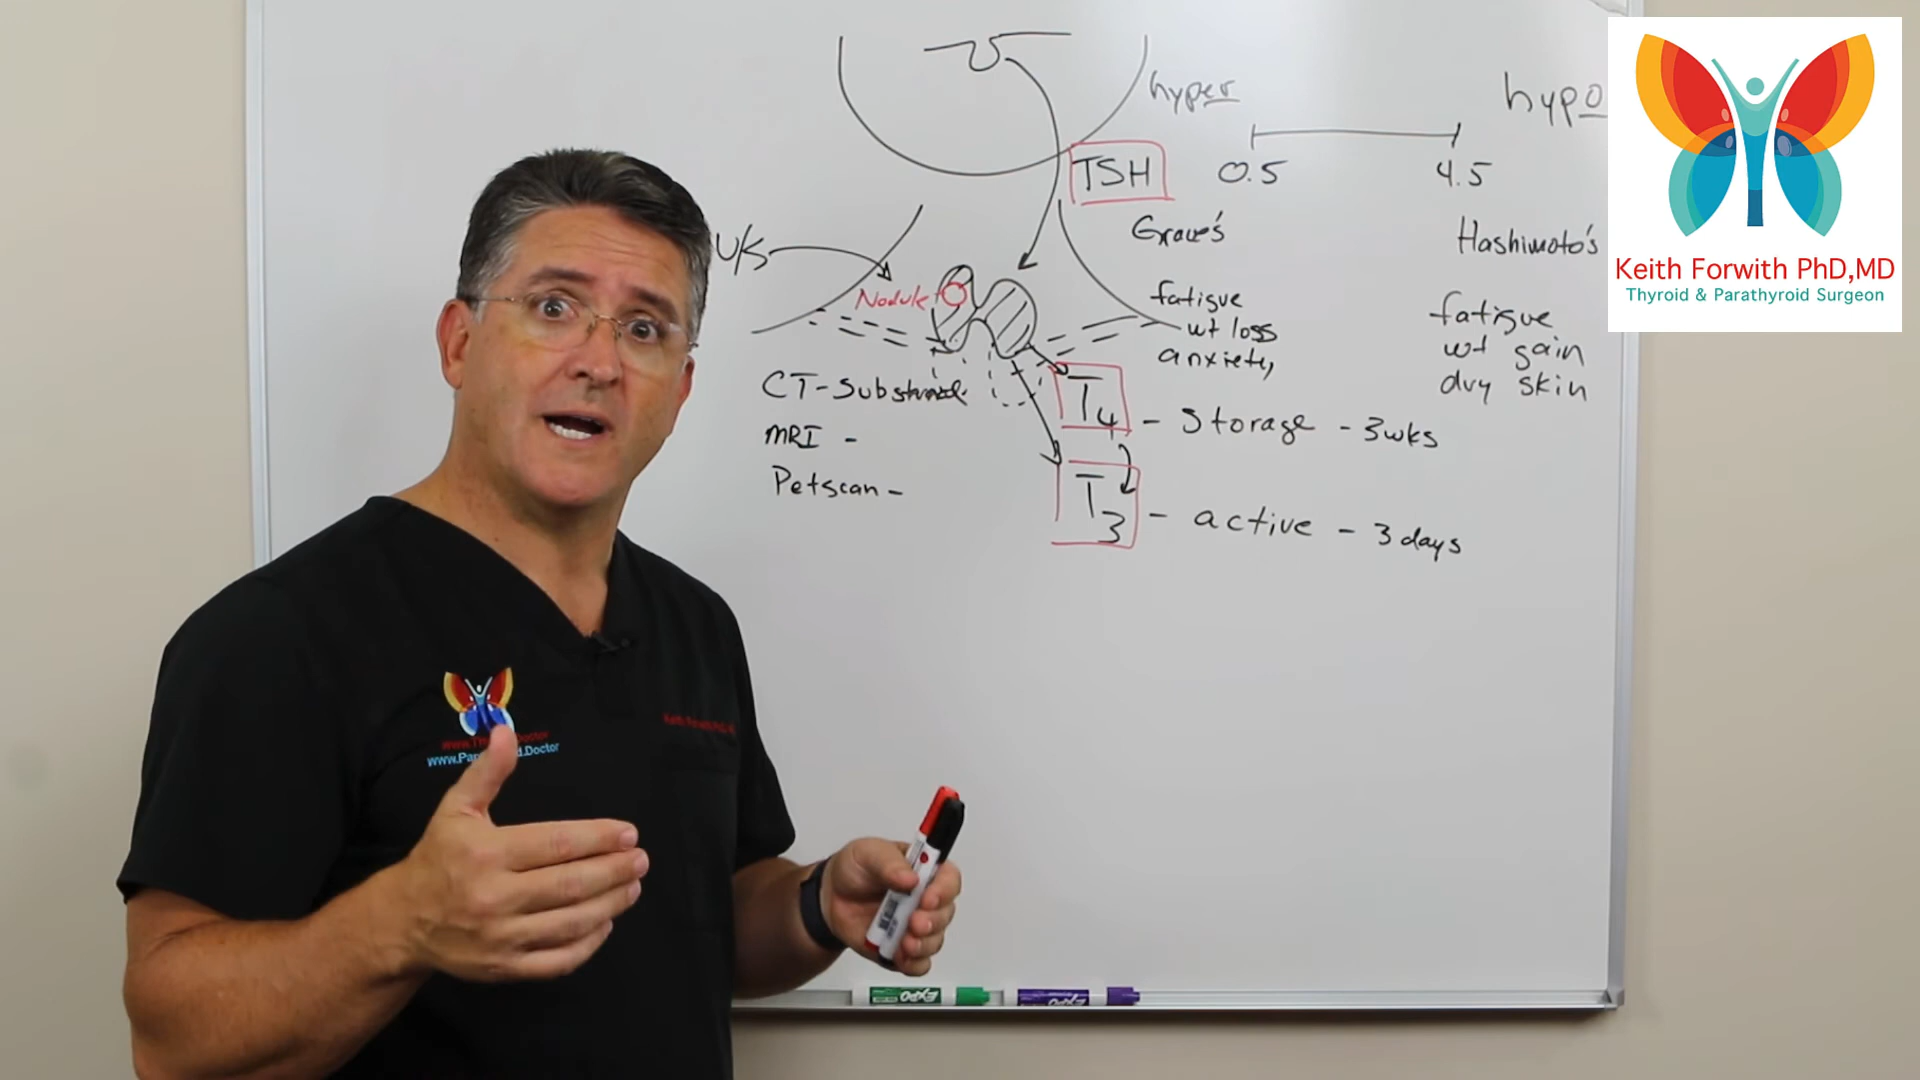 hyper
hypo
TSH
0.5
4.5
Grave's
Hashimoto's
U/S
Nodule
fatigue
wt loss
anxiety
fatigue
wt gain
dry skin
CT-Substernal
MRI -
Petscan -
T4 - Storage - 3wks
T3 - active - 3 days
Keith Forwith PhD,MD
Thyroid & Parathyroid Surgeon
EXPO
EXPO